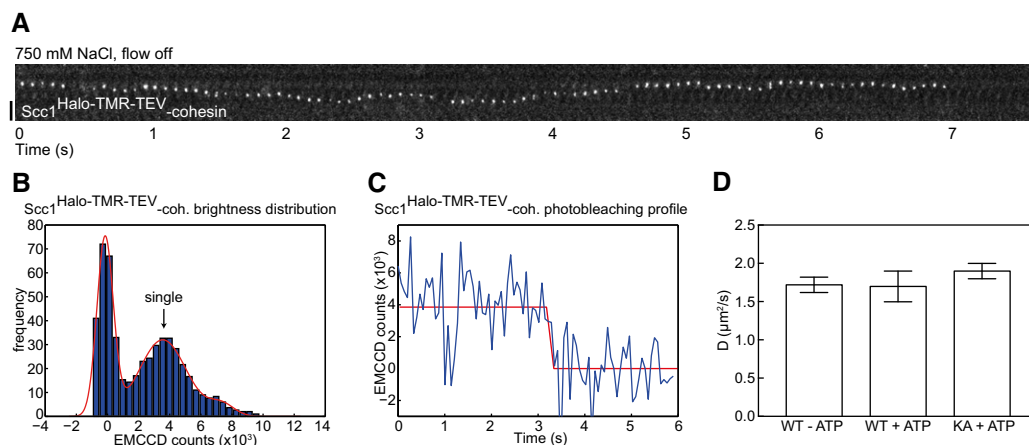 A
750 mM NaCl, flow off
Scc1Halo-TMR-TEV-cohesin
0 1 2 3 4 5 6 7
Time (s)
B
Scc1Halo-TMR-TEV-coh. brightness distribution
80
70
60
50
40
30
20
10
0
frequency
single
−4 −2 0 2 4 6 8 10 14
EMCCD counts (x10³)
C
Scc1Halo-TMR-TEV-coh. photobleaching profile
8
4
0
−2
EMCCD counts (x10³)
0 1 2 3 4 5 6
Time (s)
D
2.5
2.0
1.5
1.0
0.5
0.0
D (μm²/s)
WT - ATP WT + ATP KA + ATP